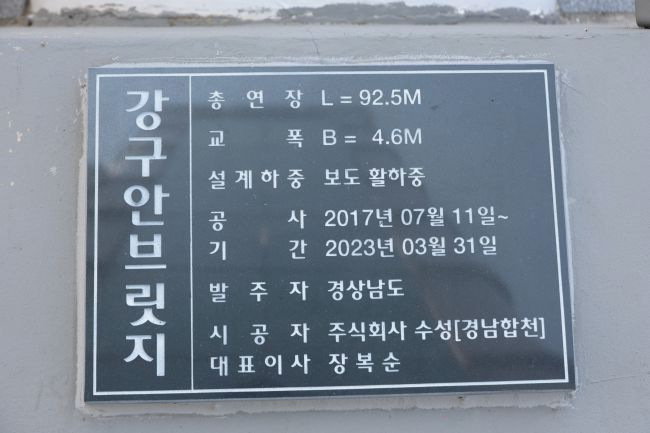 강구안브릿지
총 연 장 L = 92.5M
교 폭 B = 4.6M
설계하중 보도 활하중
공 사 2017년 07월 11일~
기 간 2023년 03월 31일
발 주 자 경상남도
시 공 자 주식회사 수성[경남합천]
대표이사 장복순